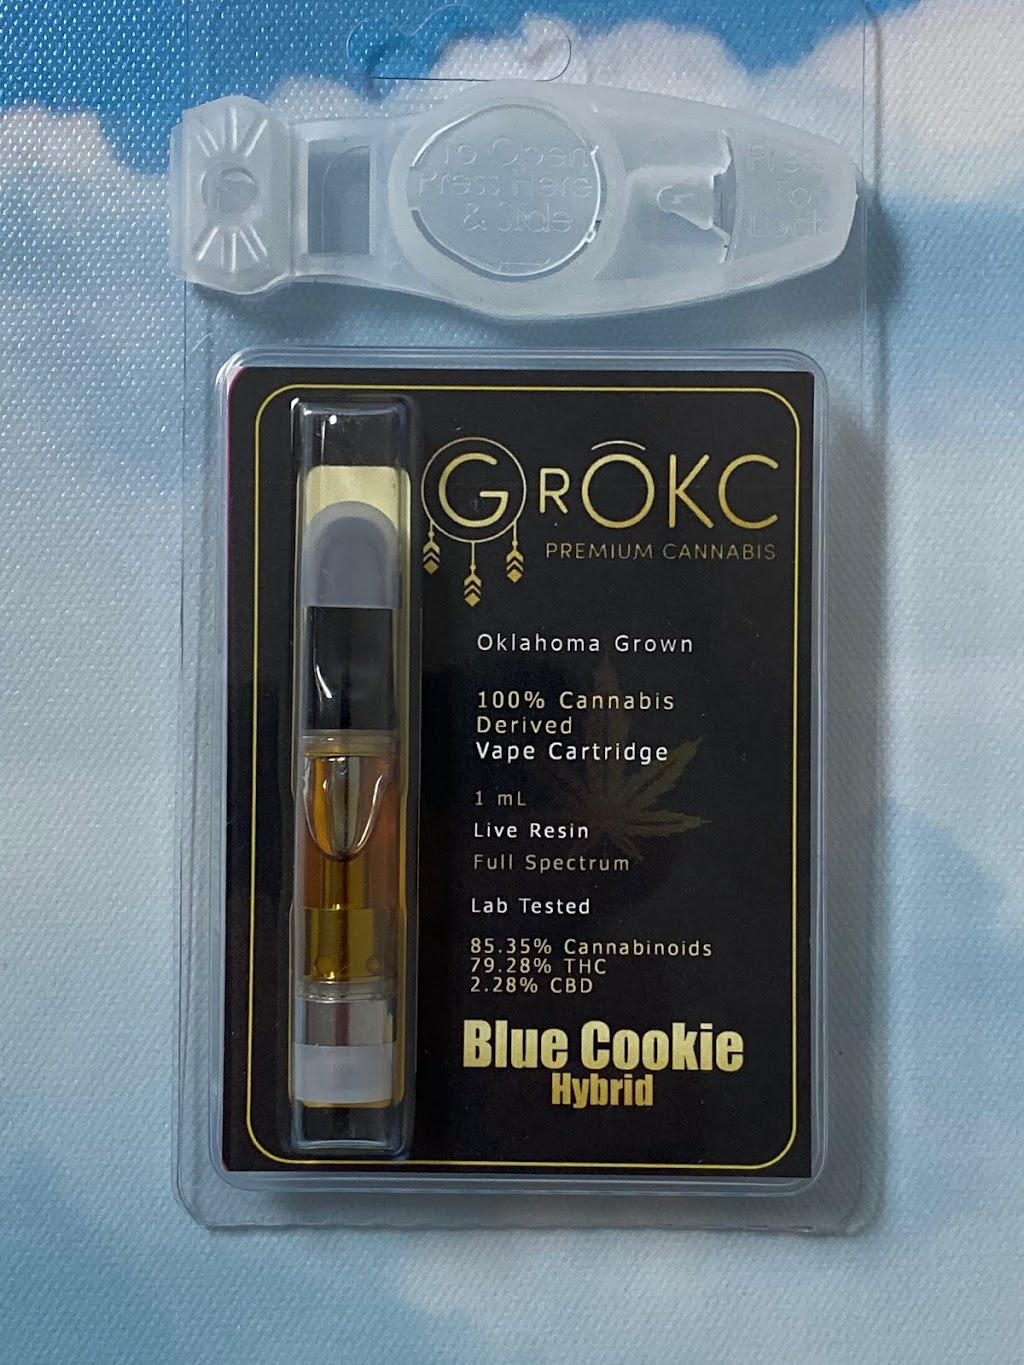 To Open
Press Here
& Slide
Press
To
Lock
GRŌKC
PREMIUM CANNABIS
Oklahoma Grown
100% Cannabis
Derived
Vape Cartridge
1 mL
Live Resin
Full Spectrum
Lab Tested
85.35% Cannabinoids
79.28% THC
2.28% CBD
Blue Cookie
Hybrid